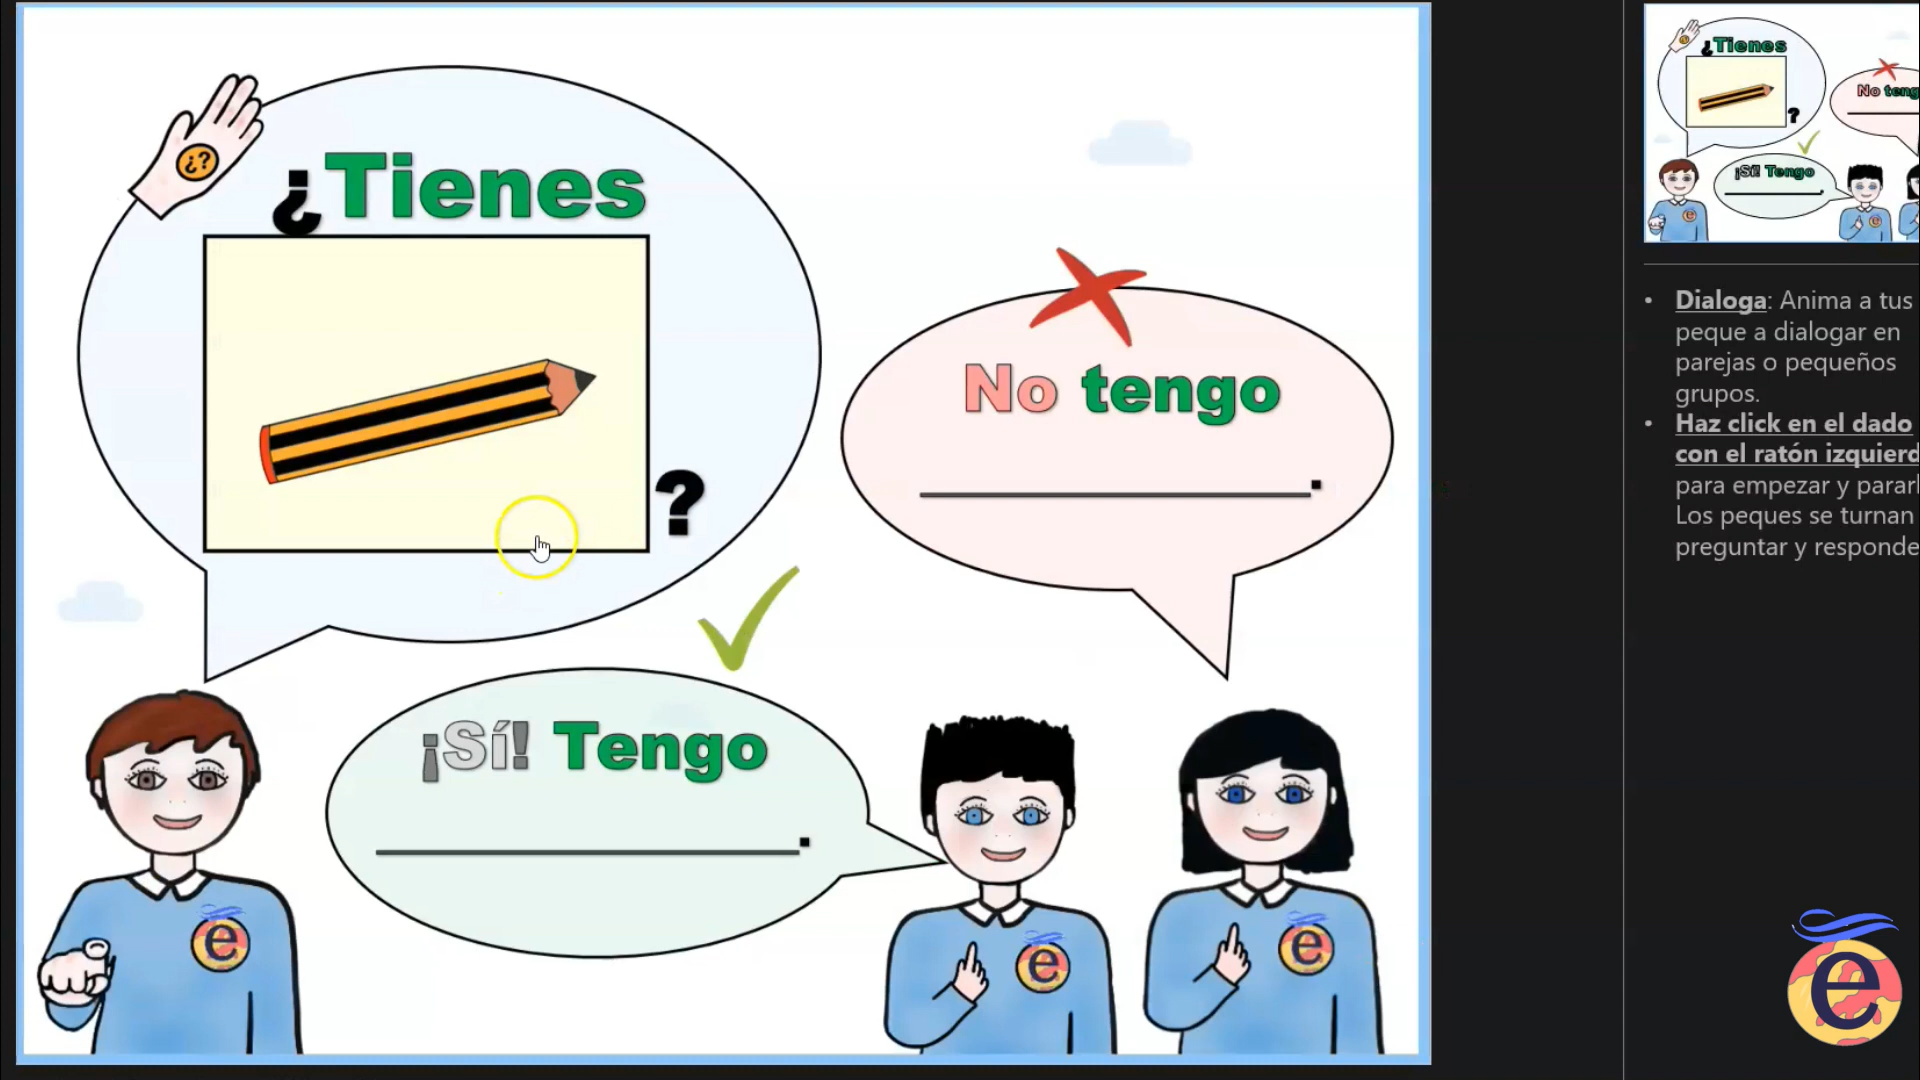 ¿?
¿Tienes
?
No tengo
.
¡Sí! Tengo
.
e
e
e
¿Tienes
?
No teng
¡Sí! Tengo
.
• Dialoga: Anima a tus
peque a dialogar en
parejas o pequeños
grupos.
• Haz click en el dado
con el ratón izquierd
para empezar y pararl
Los peques se turnan
preguntar y responde
e